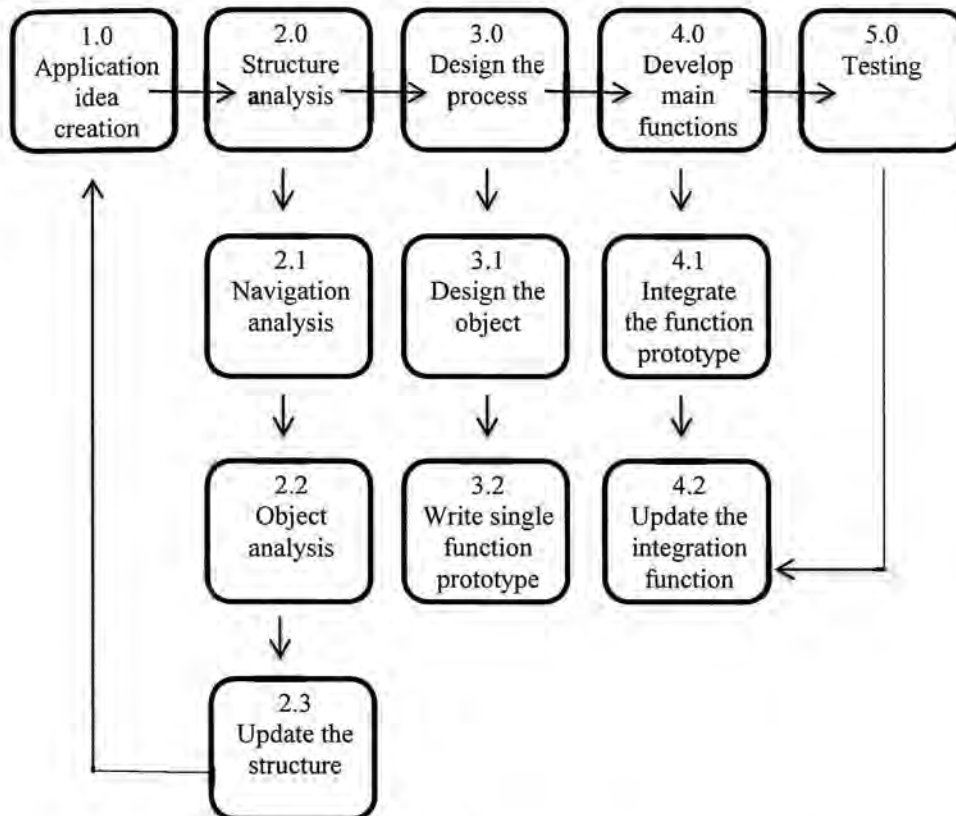 1.0
Application
idea
creation
2.0
Structure
analysis
3.0
Design the
process
4.0
Develop
main
functions
5.0
Testing
2.1
Navigation
analysis
3.1
Design the
object
4.1
Integrate
the function
prototype
2.2
Object
analysis
3.2
Write single
function
prototype
4.2
Update the
integration
function
2.3
Update the
structure